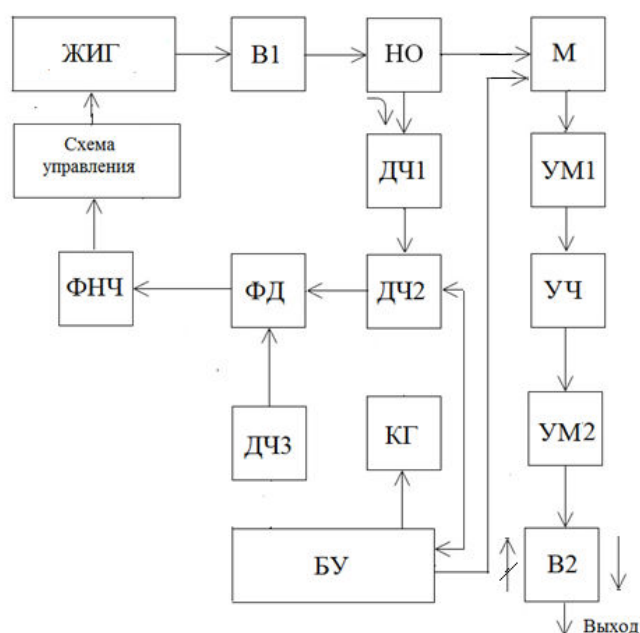 ЖИГ
В1
НО
М
Схема
управления
ДЧ1
УМ1
ФНЧ
ФД
ДЧ2
УЧ
ДЧ3
КГ
УМ2
БУ
В2
Выход